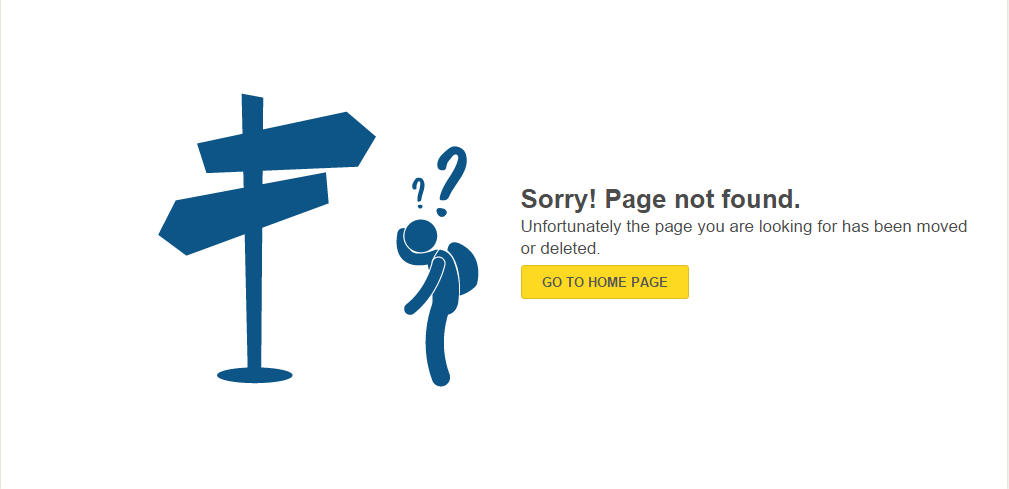 ? ?
Sorry! Page not found.
Unfortunately the page you are looking for has been moved
or deleted.
GO TO HOME PAGE